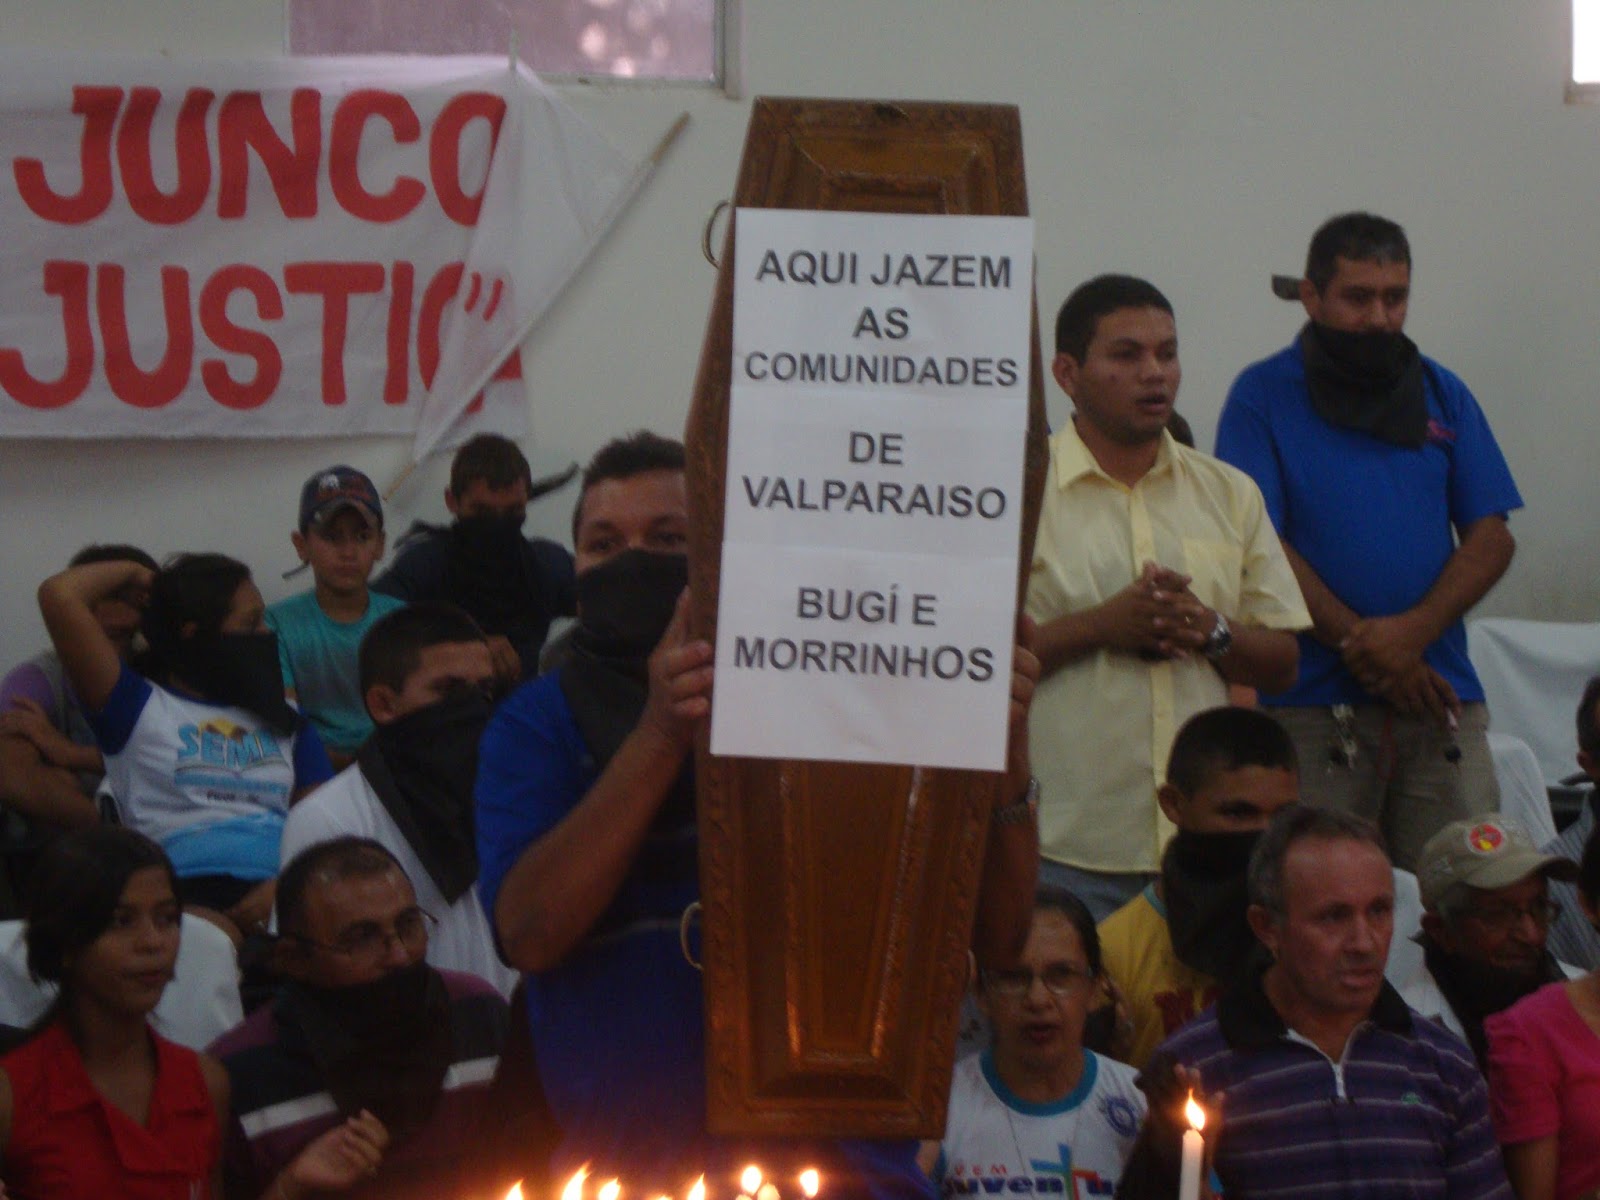 JUNCO
JUSTIÇ"
AQUI JAZEM
AS
COMUNIDADES
DE
VALPARAISO
BUGÍ E
MORRINHOS